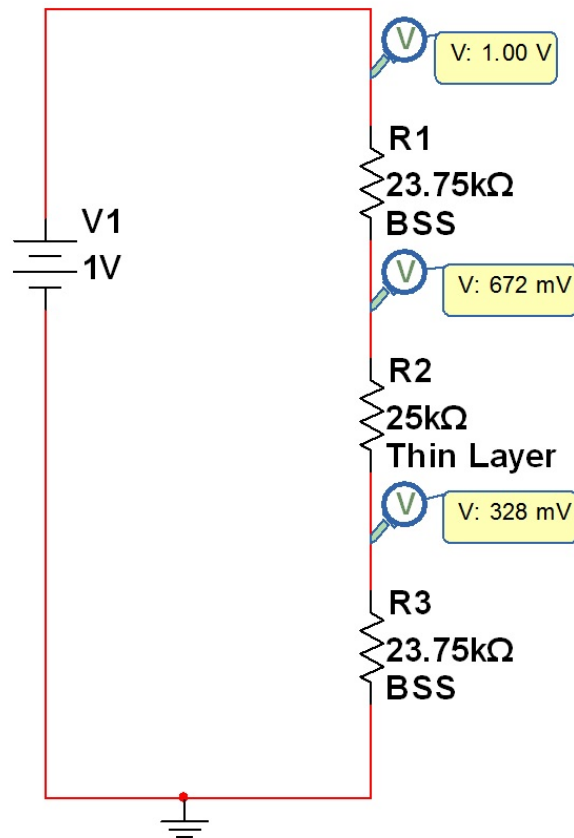 V
V: 1.00 V
R1
23.75kΩ
BSS
V1
1V
V
V: 672 mV
R2
25kΩ
Thin Layer
V
V: 328 mV
R3
23.75kΩ
BSS